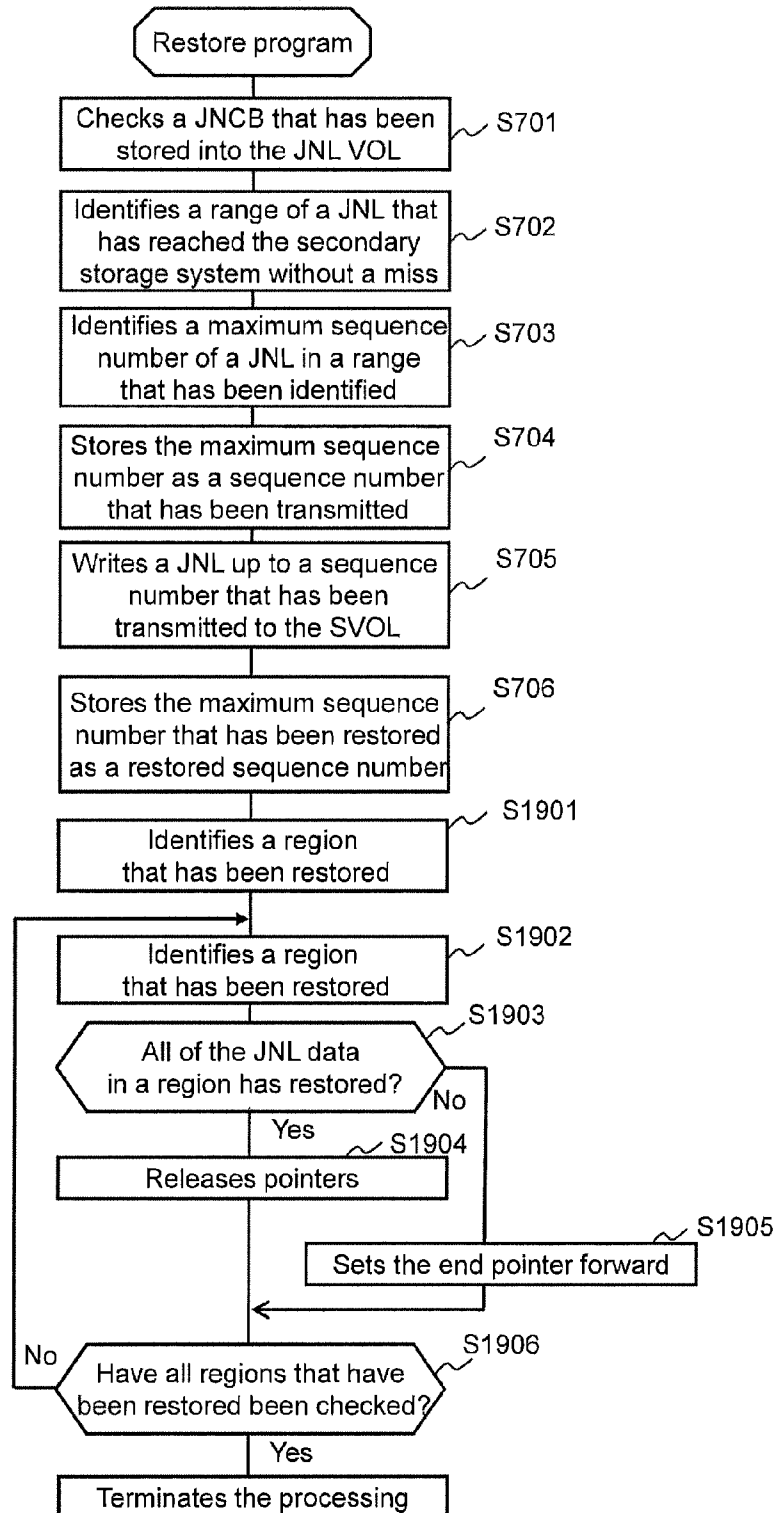 Restore program
Checks a JNCB that has been
stored into the JNL VOL
S701
Identifies a range of a JNL that
has reached the secondary
storage system without a miss
S702
Identifies a maximum sequence
number of a JNL in a range
that has been identified
S703
Stores the maximum sequence
number as a sequence number
that has been transmitted
S704
Writes a JNL up to a sequence
number that has been
transmitted to the SVOL
S705
Stores the maximum sequence
number that has been restored
as a restored sequence number
S706
Identifies a region
that has been restored
S1901
Identifies a region
that has been restored
S1902
All of the JNL data
in a region has restored?
S1903
No
Yes
Releases pointers
S1904
Sets the end pointer forward
S1905
Have all regions that have
been restored been checked?
S1906
No
Yes
Terminates the processing